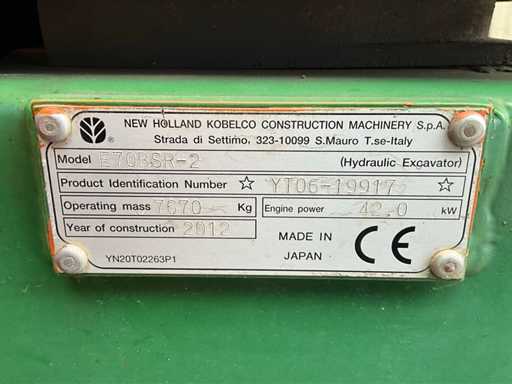 NEW HOLLAND KOBELCO CONSTRUCTION MACHINERY S.p.A.
Strada di Settimo, 323-10099 S.Mauro T.se-Italy
Model E70BSR-2 (Hydraulic Excavator)
Product Identification Number ☆ YT06-19917 ☆
Operating mass 7670 Kg Engine power 42.0 kW
Year of construction 2012
MADE IN
JAPAN
CE
YN20T02263P1